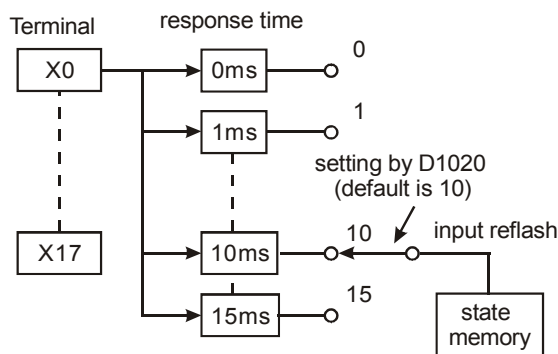 Terminal
response time
X0
0ms
0
1ms
1
setting by D1020
(default is 10)
X17
10ms
10
input reflash
15ms
15
state
memory